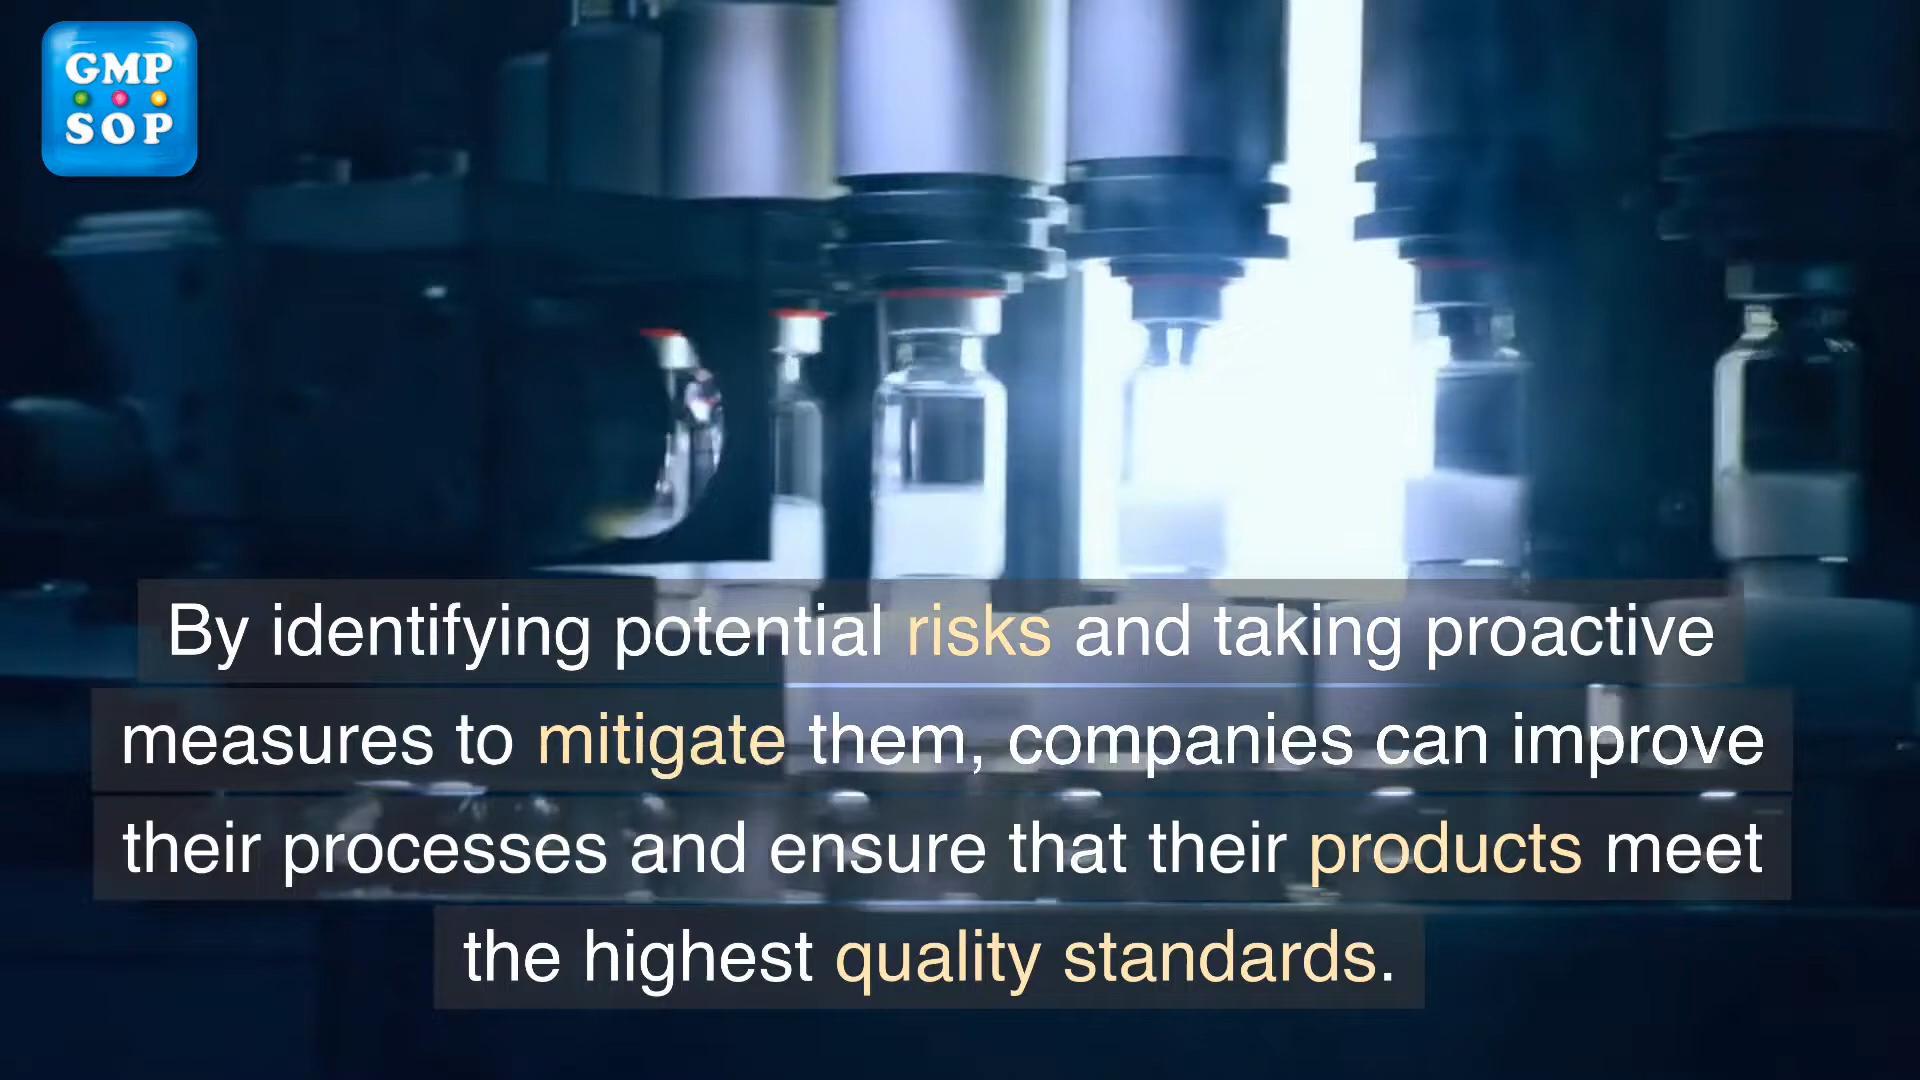 GMP
SOP
By identifying potential risks and taking proactive
measures to mitigate them, companies can improve
their processes and ensure that their products meet
the highest quality standards.